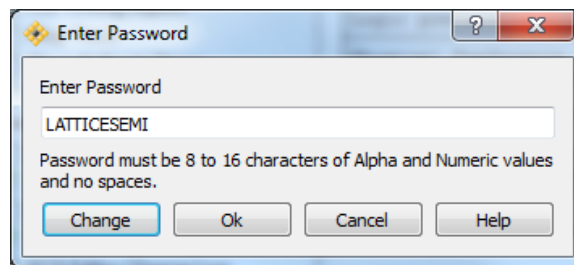 Enter Password
Enter Password
LATTICESEMI
Password must be 8 to 16 characters of Alpha and Numeric values
and no spaces.
Change Ok Cancel Help